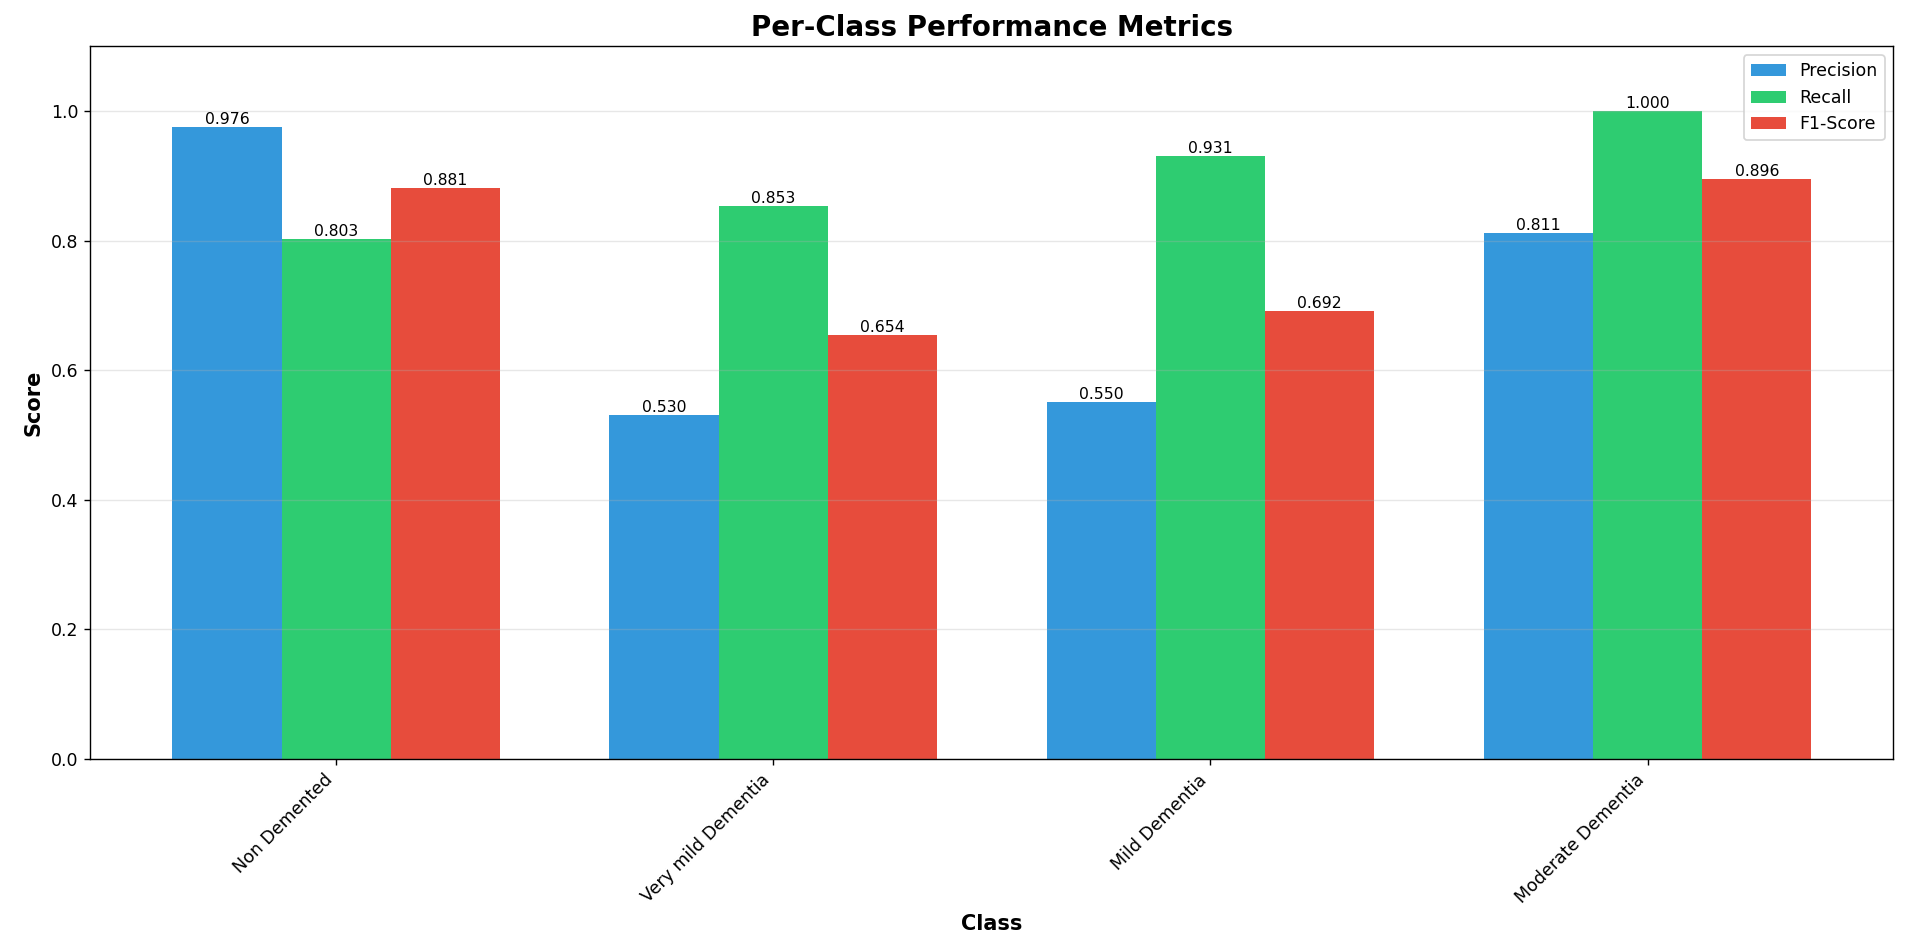 Per-Class Performance Metrics
Precision
Recall
F1-Score
Score
1.0
0.8
0.6
0.4
0.2
0.0
0.976
0.803
0.881
0.530
0.853
0.654
0.550
0.931
0.692
0.811
1.000
0.896
Non Demented
Very mild Dementia
Mild Dementia
Moderate Dementia
Class